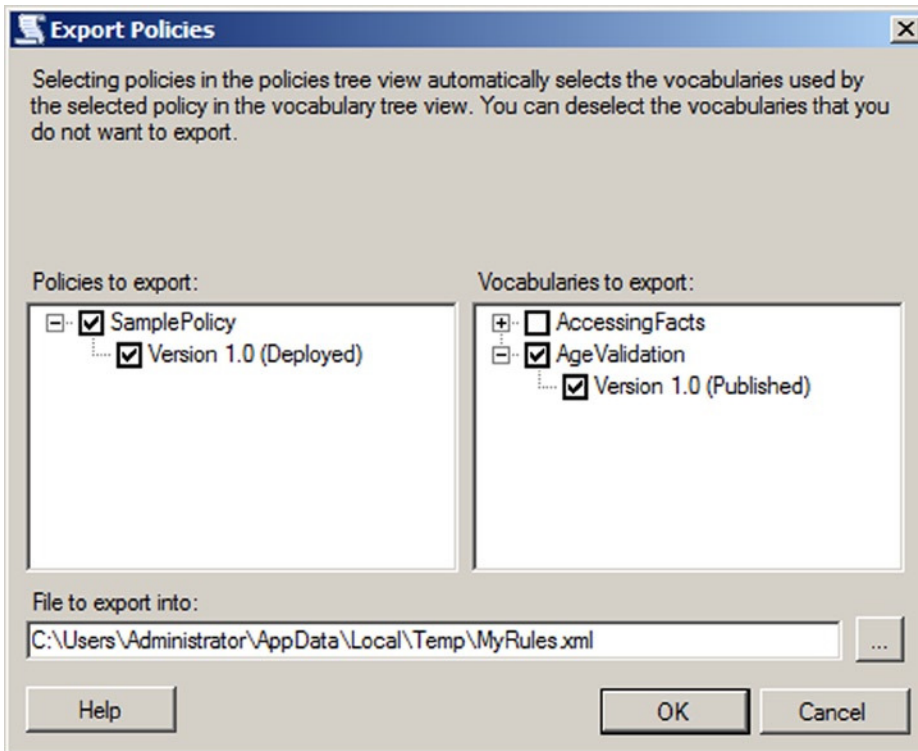 Export Policies
Selecting policies in the policies tree view automatically selects the vocabularies used by
the selected policy in the vocabulary tree view. You can deselect the vocabularies that you
do not want to export.
Policies to export:
SamplePolicy
Version 1.0 (Deployed)
Vocabularies to export:
AccessingFacts
AgeValidation
Version 1.0 (Published)
File to export into:
C:\Users\Administrator\AppData\Local\Temp\MyRules.xml
...
Help
OK
Cancel